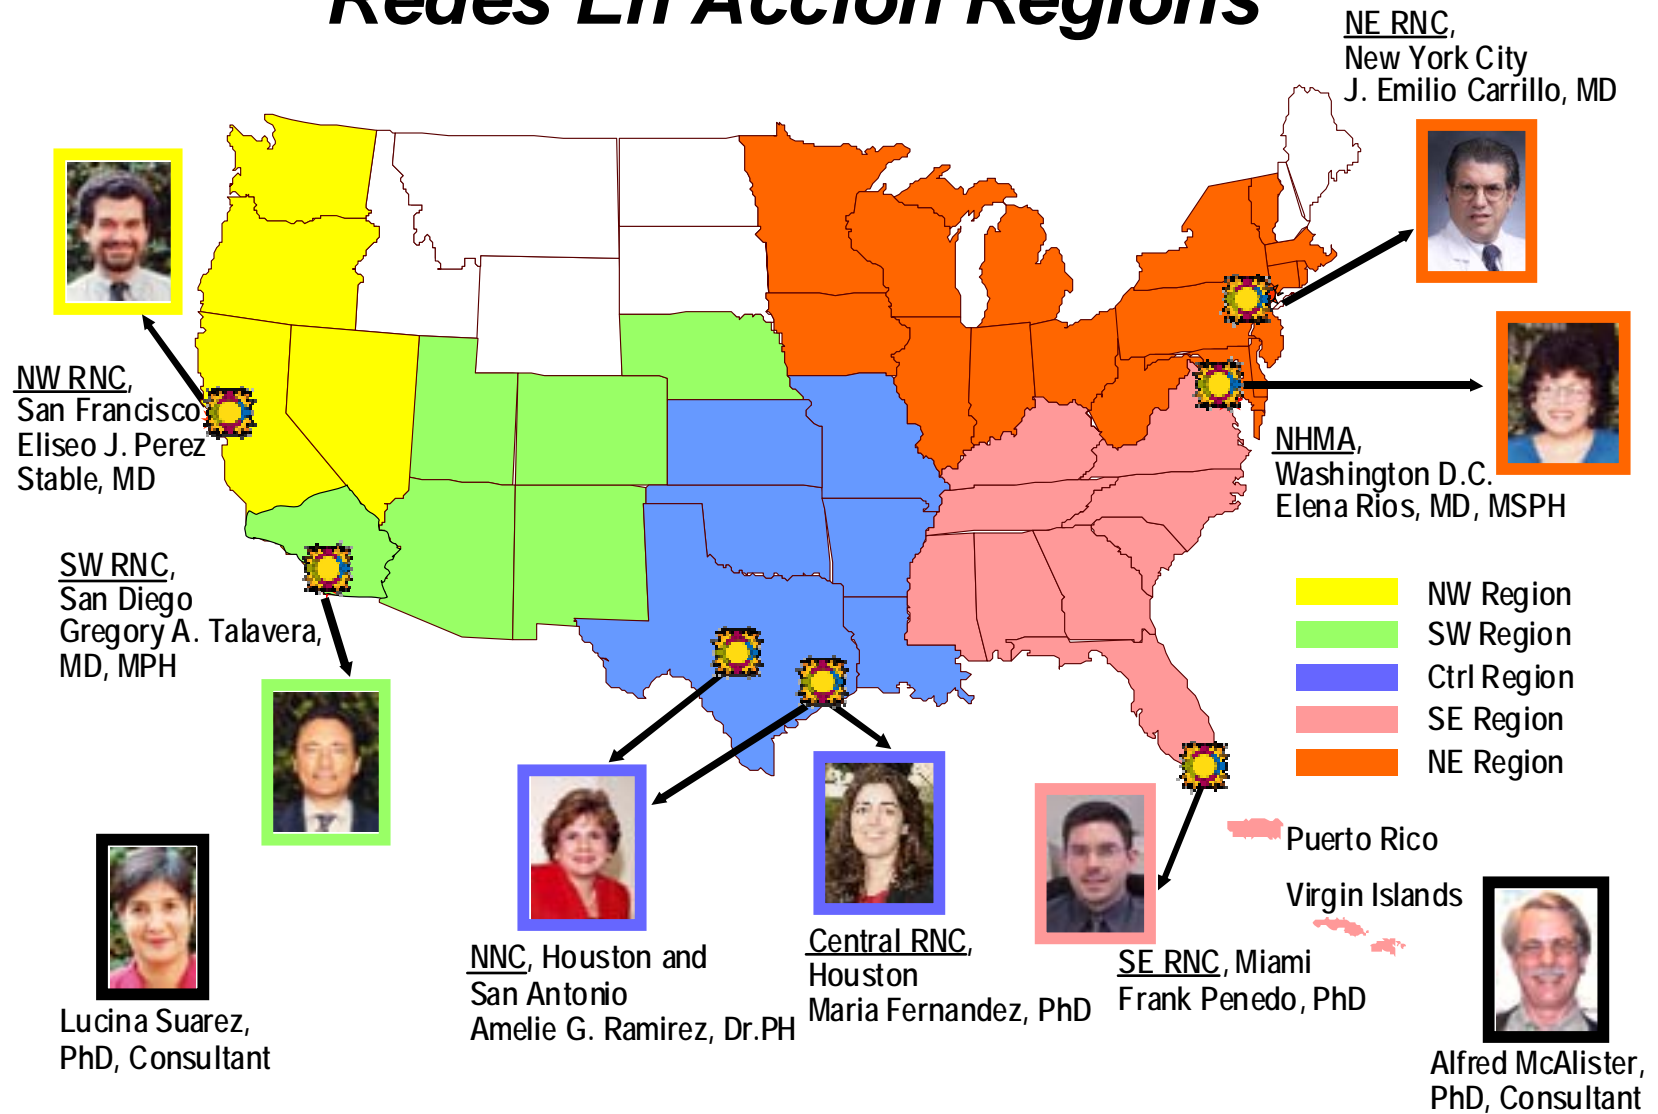 Redes En Acción Regions
NE RNC,
New York City
J. Emilio Carrillo, MD
NW RNC,
San Francisco
Eliseo J. Perez
Stable, MD
NHMA,
Washington D.C.
Elena Rios, MD, MSPH
SW RNC,
San Diego
Gregory A. Talavera,
MD, MPH
NW Region
SW Region
Ctrl Region
SE Region
NE Region
Puerto Rico
Virgin Islands
NNC, Houston and
San Antonio
Amelie G. Ramirez, Dr.PH
Central RNC,
Houston
Maria Fernandez, PhD
SE RNC, Miami
Frank Penedo, PhD
Lucina Suarez,
PhD, Consultant
Alfred McAlister,
PhD, Consultant